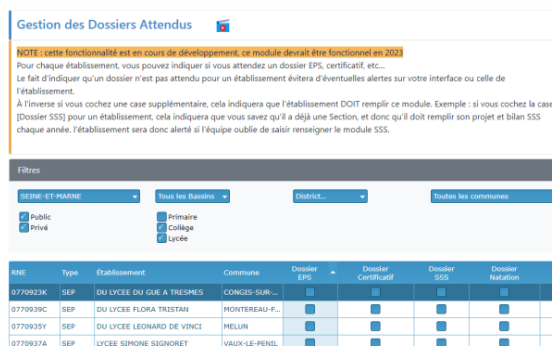 Gestion des Dossiers Attendus
NOTE : cette fonctionnalité est en cours de développement, ce module devrait être fonctionnel en 2023
Pour chaque établissement, vous pouvez indiquer si vous attendez un dossier EPS, certificatif, etc...
Le fait d'indiquer qu'un dossier n'est pas attendu pour un établissement évitera d'éventuelles alertes sur votre interface ou celle de
l'établissement.
À l'inverse si vous cochez une case supplémentaire, cela indiquera que l'établissement DOIT remplir ce module. Exemple : si vous cochez la case
[Dossier SSS] pour un établissement, cela indiquera que vous savez qu'il a déjà une Section, et donc qu'il doit remplir son projet et bilan SSS
chaque année. l'établissement sera donc alerté si l'équipe oublie de saisir renseigner le module SSS.
Filtres
SEINE-ET-MARNE Tous les Bassins District... Toutes les communes
Public Primaire
Privé Collège
Lycée
RNE Type Établissement Commune Dossier EPS Dossier Certificatif Dossier SSS Dossier Natation
0770923K SEP DU LYCEE DU GUE A TRESMES CONGIS-SUR-...
0770939C SEP DU LYCEE FLORA TRISTAN MONTEREAU-F...
0770935Y SEP DU LYCEE LEONARD DE VINCI MELUN
0770937A SEP LYCEE SIMONE SIGNORET VAUX-LE-PENIL